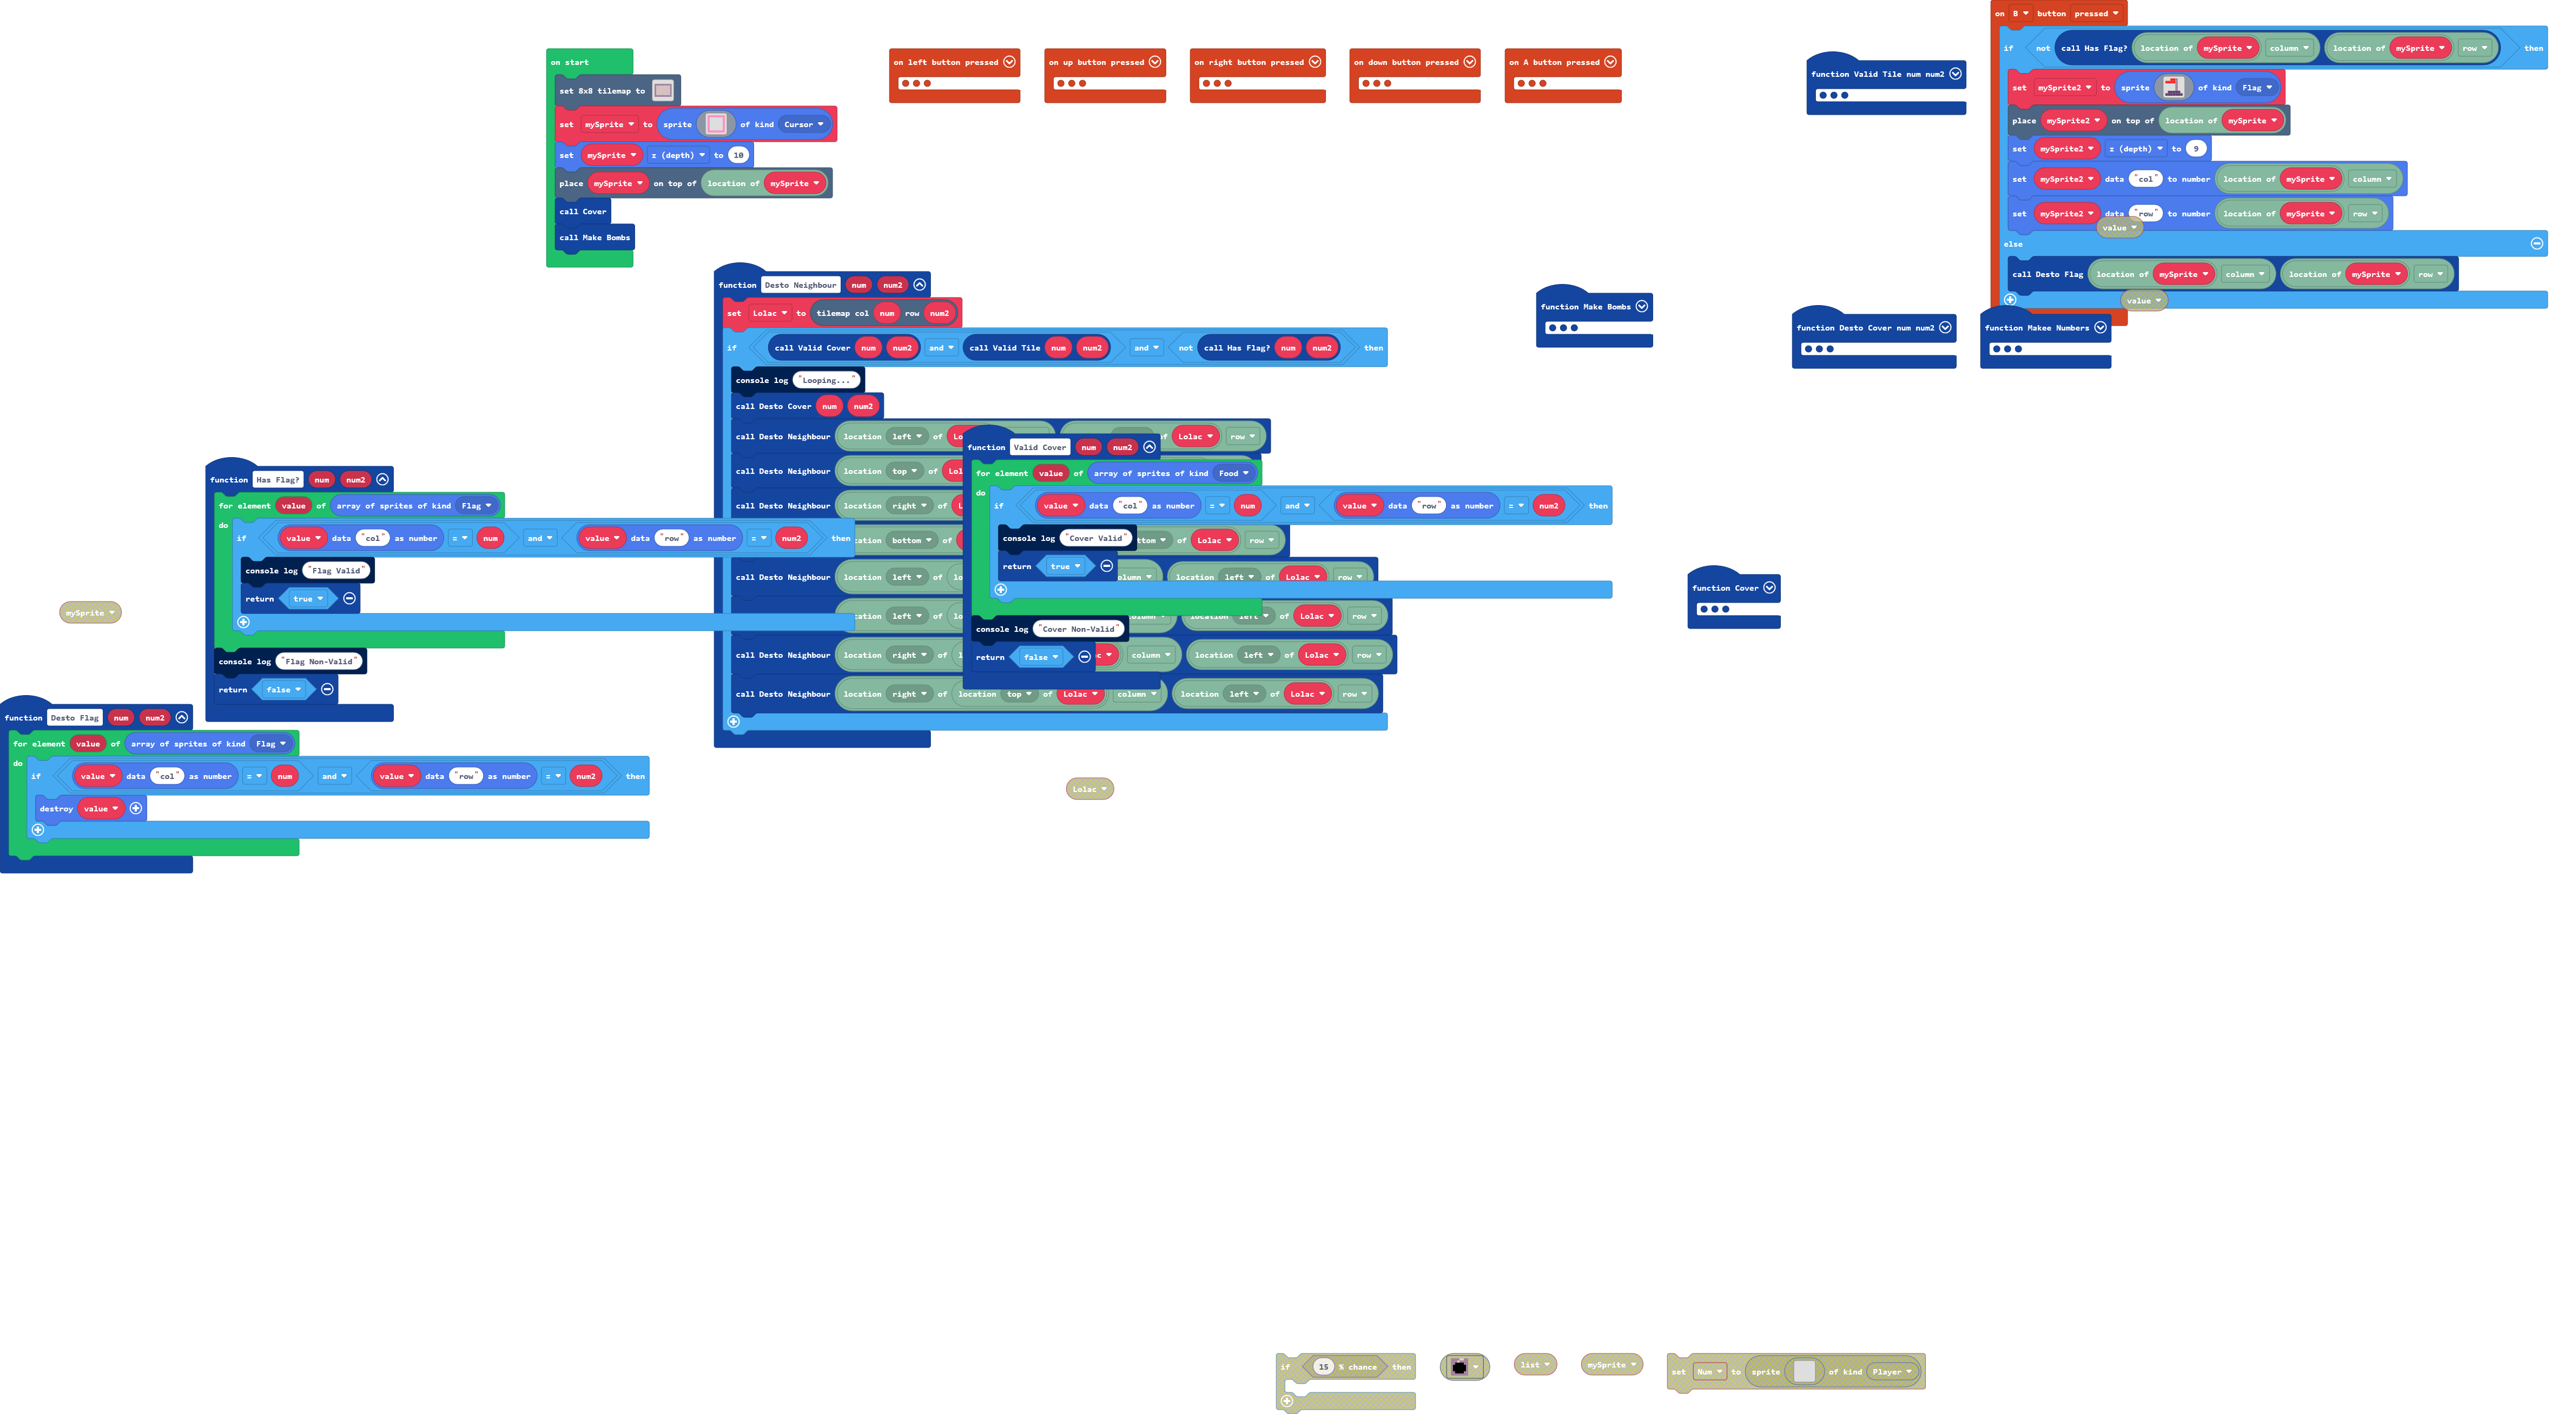 on start
set 8x8 tilemap to
set mySprite to sprite of kind Cursor
set mySprite z (depth) to 10
place mySprite on top of location of mySprite
call Cover
call Make Bombs
on left button pressed
on up button pressed
on right button pressed
on down button pressed
on A button pressed
function Valid Tile num num2
on B button pressed
if not call Has Flag? location of mySprite column location of mySprite row then
set mySprite2 to sprite of kind Flag
place mySprite2 on top of location of mySprite
set mySprite2 z (depth) to 9
set mySprite2 data "col" to number location of mySprite column
set mySprite2 data "row" to number location of mySprite row
value
else
call Desto Flag location of mySprite column location of mySprite row
value
function Desto Neighbour num num2
set Lolac to tilemap col num row num2
if call Valid Cover num num2 and call Valid Tile num num2 and not call Has Flag? num num2 then
console log "Looping..."
call Desto Cover num num2
call Desto Neighbour location left of Lo of Lolac row
call Desto Neighbour location top of Lol
call Desto Neighbour location right of L
cation bottom of ttom of Lolac row
call Desto Neighbour location left of lo olumn location left of Lolac row
cation left of lo olumn location left of Lolac row
call Desto Neighbour location right of l ac column location left of Lolac row
call Desto Neighbour location right of location top of Lolac column location left of Lolac row
function Valid Cover num num2
for element value of array of sprites of kind Food
do
if value data "col" as number = num and value data "row" as number = num2 then
console log "Cover Valid"
return true
console log "Cover Non-Valid"
return false
function Make Bombs
function Desto Cover num num2
function Makee Numbers
function Cover
function Has Flag? num num2
for element value of array of sprites of kind Flag
do
if value data "col" as number = num and value data "row" as number = num2 then
console log "Flag Valid"
return true
console log "Flag Non-Valid"
return false
mySprite
function Desto Flag num num2
for element value of array of sprites of kind Flag
do
if value data "col" as number = num and value data "row" as number = num2 then
destroy value
Lolac
if 15 % chance then
list
mySprite
set Num to sprite of kind Player